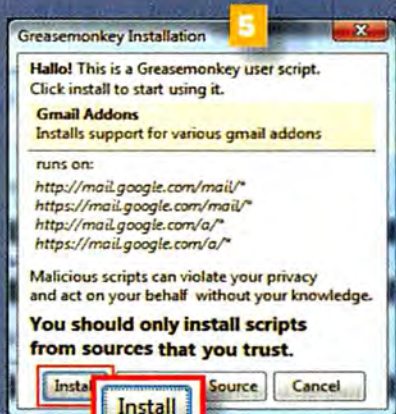 5
Greasemonkey Installation
Hallo! This is a Greasemonkey user script.
Click install to start using it.
Gmail Addons
Installs support for various gmail addons
runs on:
http://mail.google.com/mail/*
https://mail.google.com/mail/*
http://mail.google.com/a/*
https://mail.google.com/a/*
Malicious scripts can violate your privacy
and act on your behalf without your knowledge.
You should only install scripts
from sources that you trust.
Instal Source Cancel
Install